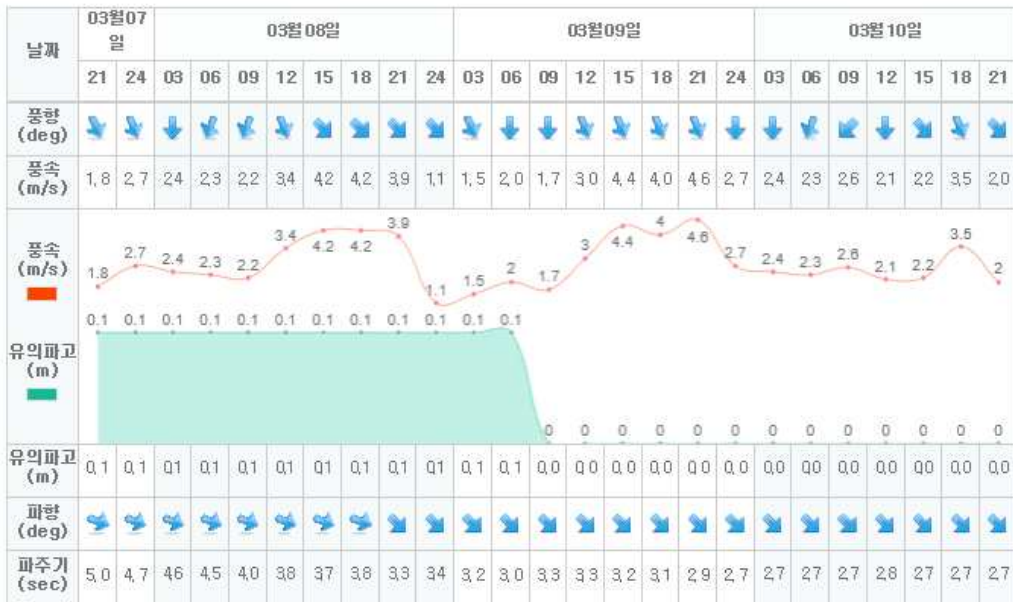 날짜 03월07일 03월08일 03월09일 03월10일
21 24 03 06 09 12 15 18 21 24 03 06 09 12 15 18 21 24 03 06 09 12 15 18 21
풍향
(deg)
풍속
(m/s) 1.8 2.7 2.4 2.3 2.2 3.4 4.2 4.2 3.9 1.1 1.5 2.0 1.7 3.0 4.4 4.0 4.6 2.7 2.4 2.3 2.6 2.1 2.2 3.5 2.0
풍속
(m/s)
1.8 2.7 2.4 2.3 2.2 3.4 4.2 4.2 3.9 1.1 1.5 2 1.7 3 4.4 4 4.6 2.7 2.4 2.3 2.6 2.1 2.2 3.5 2
유의파고
(m)
0.1 0.1 0.1 0.1 0.1 0.1 0.1 0.1 0.1 0.1 0.1 0.1 0 0 0 0 0 0 0 0 0 0 0 0 0
유의파고
(m) 0.1 0.1 0.1 0.1 0.1 0.1 0.1 0.1 0.1 0.1 0.1 0.1 0.0 0.0 0.0 0.0 0.0 0.0 0.0 0.0 0.0 0.0 0.0 0.0 0.0
파향
(deg)
파주기
(sec) 5.0 4.7 4.6 4.5 4.0 3.8 3.7 3.8 3.3 3.4 3.2 3.0 3.3 3.3 3.2 3.1 2.9 2.7 2.7 2.7 2.7 2.8 2.7 2.7 2.7